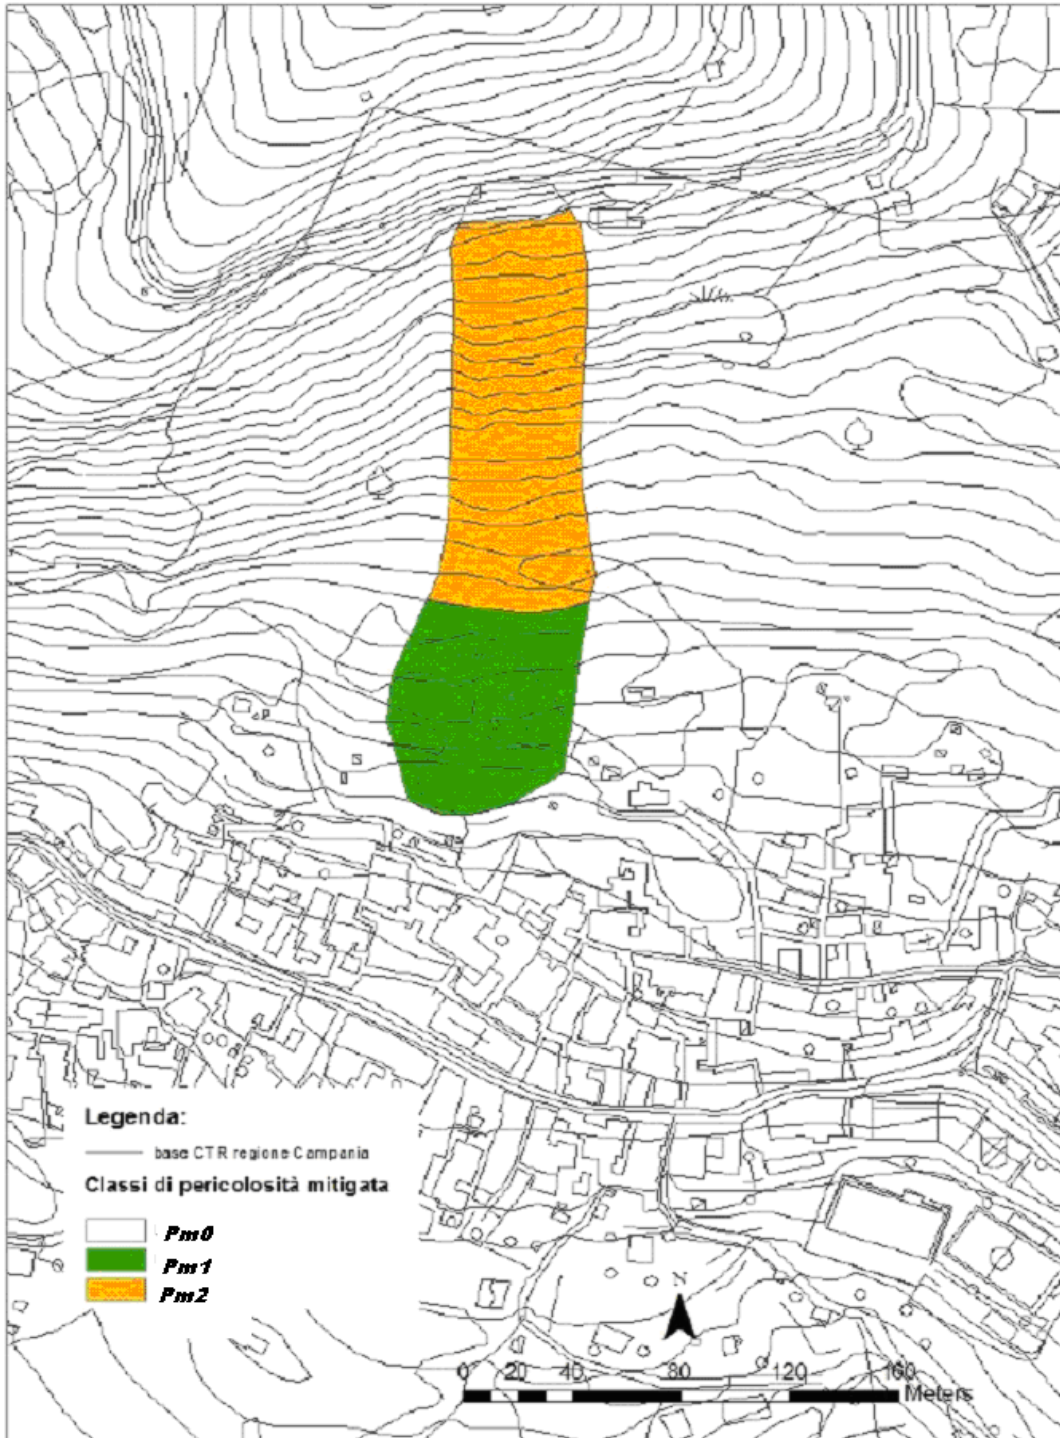 Legenda:
base CTR regione Campania
Classi di pericolosità mitigata
Pm0
Pm1
Pm2
N
0 20 40 80 120 160
Meters